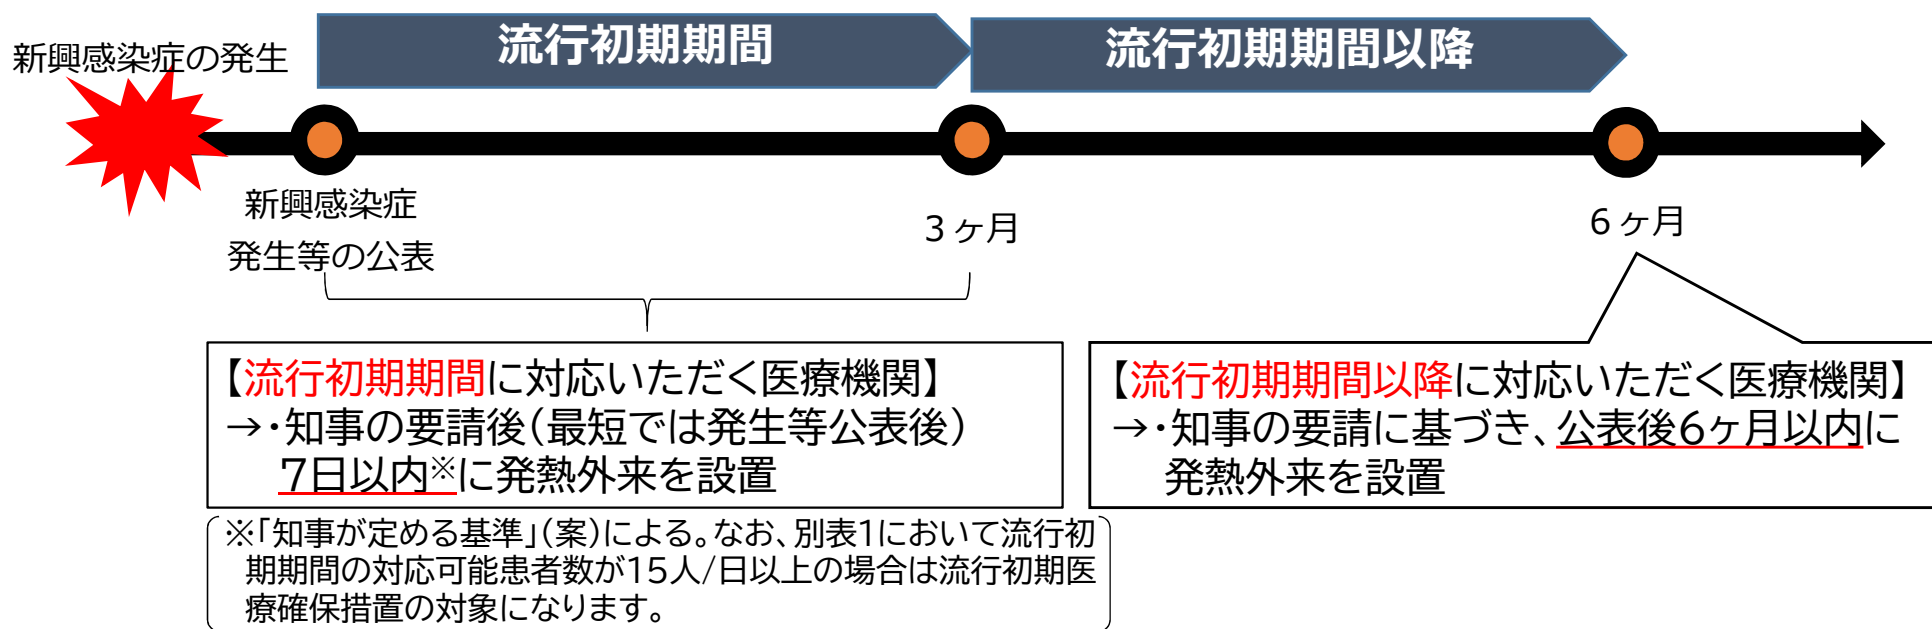 新興感染症の発生
流行初期期間
流行初期期間以降
新興感染症
発生等の公表
3ヶ月
6ヶ月
【流行初期期間に対応いただく医療機関】
→・知事の要請後(最短では発生等公表後)
7日以内※に発熱外来を設置
※「知事が定める基準」(案)による。なお、別表1において流行初
期期間の対応可能患者数が15人/日以上の場合は流行初期医
療確保措置の対象になります。
【流行初期期間以降に対応いただく医療機関】
→・知事の要請に基づき、公表後6ヶ月以内に
発熱外来を設置